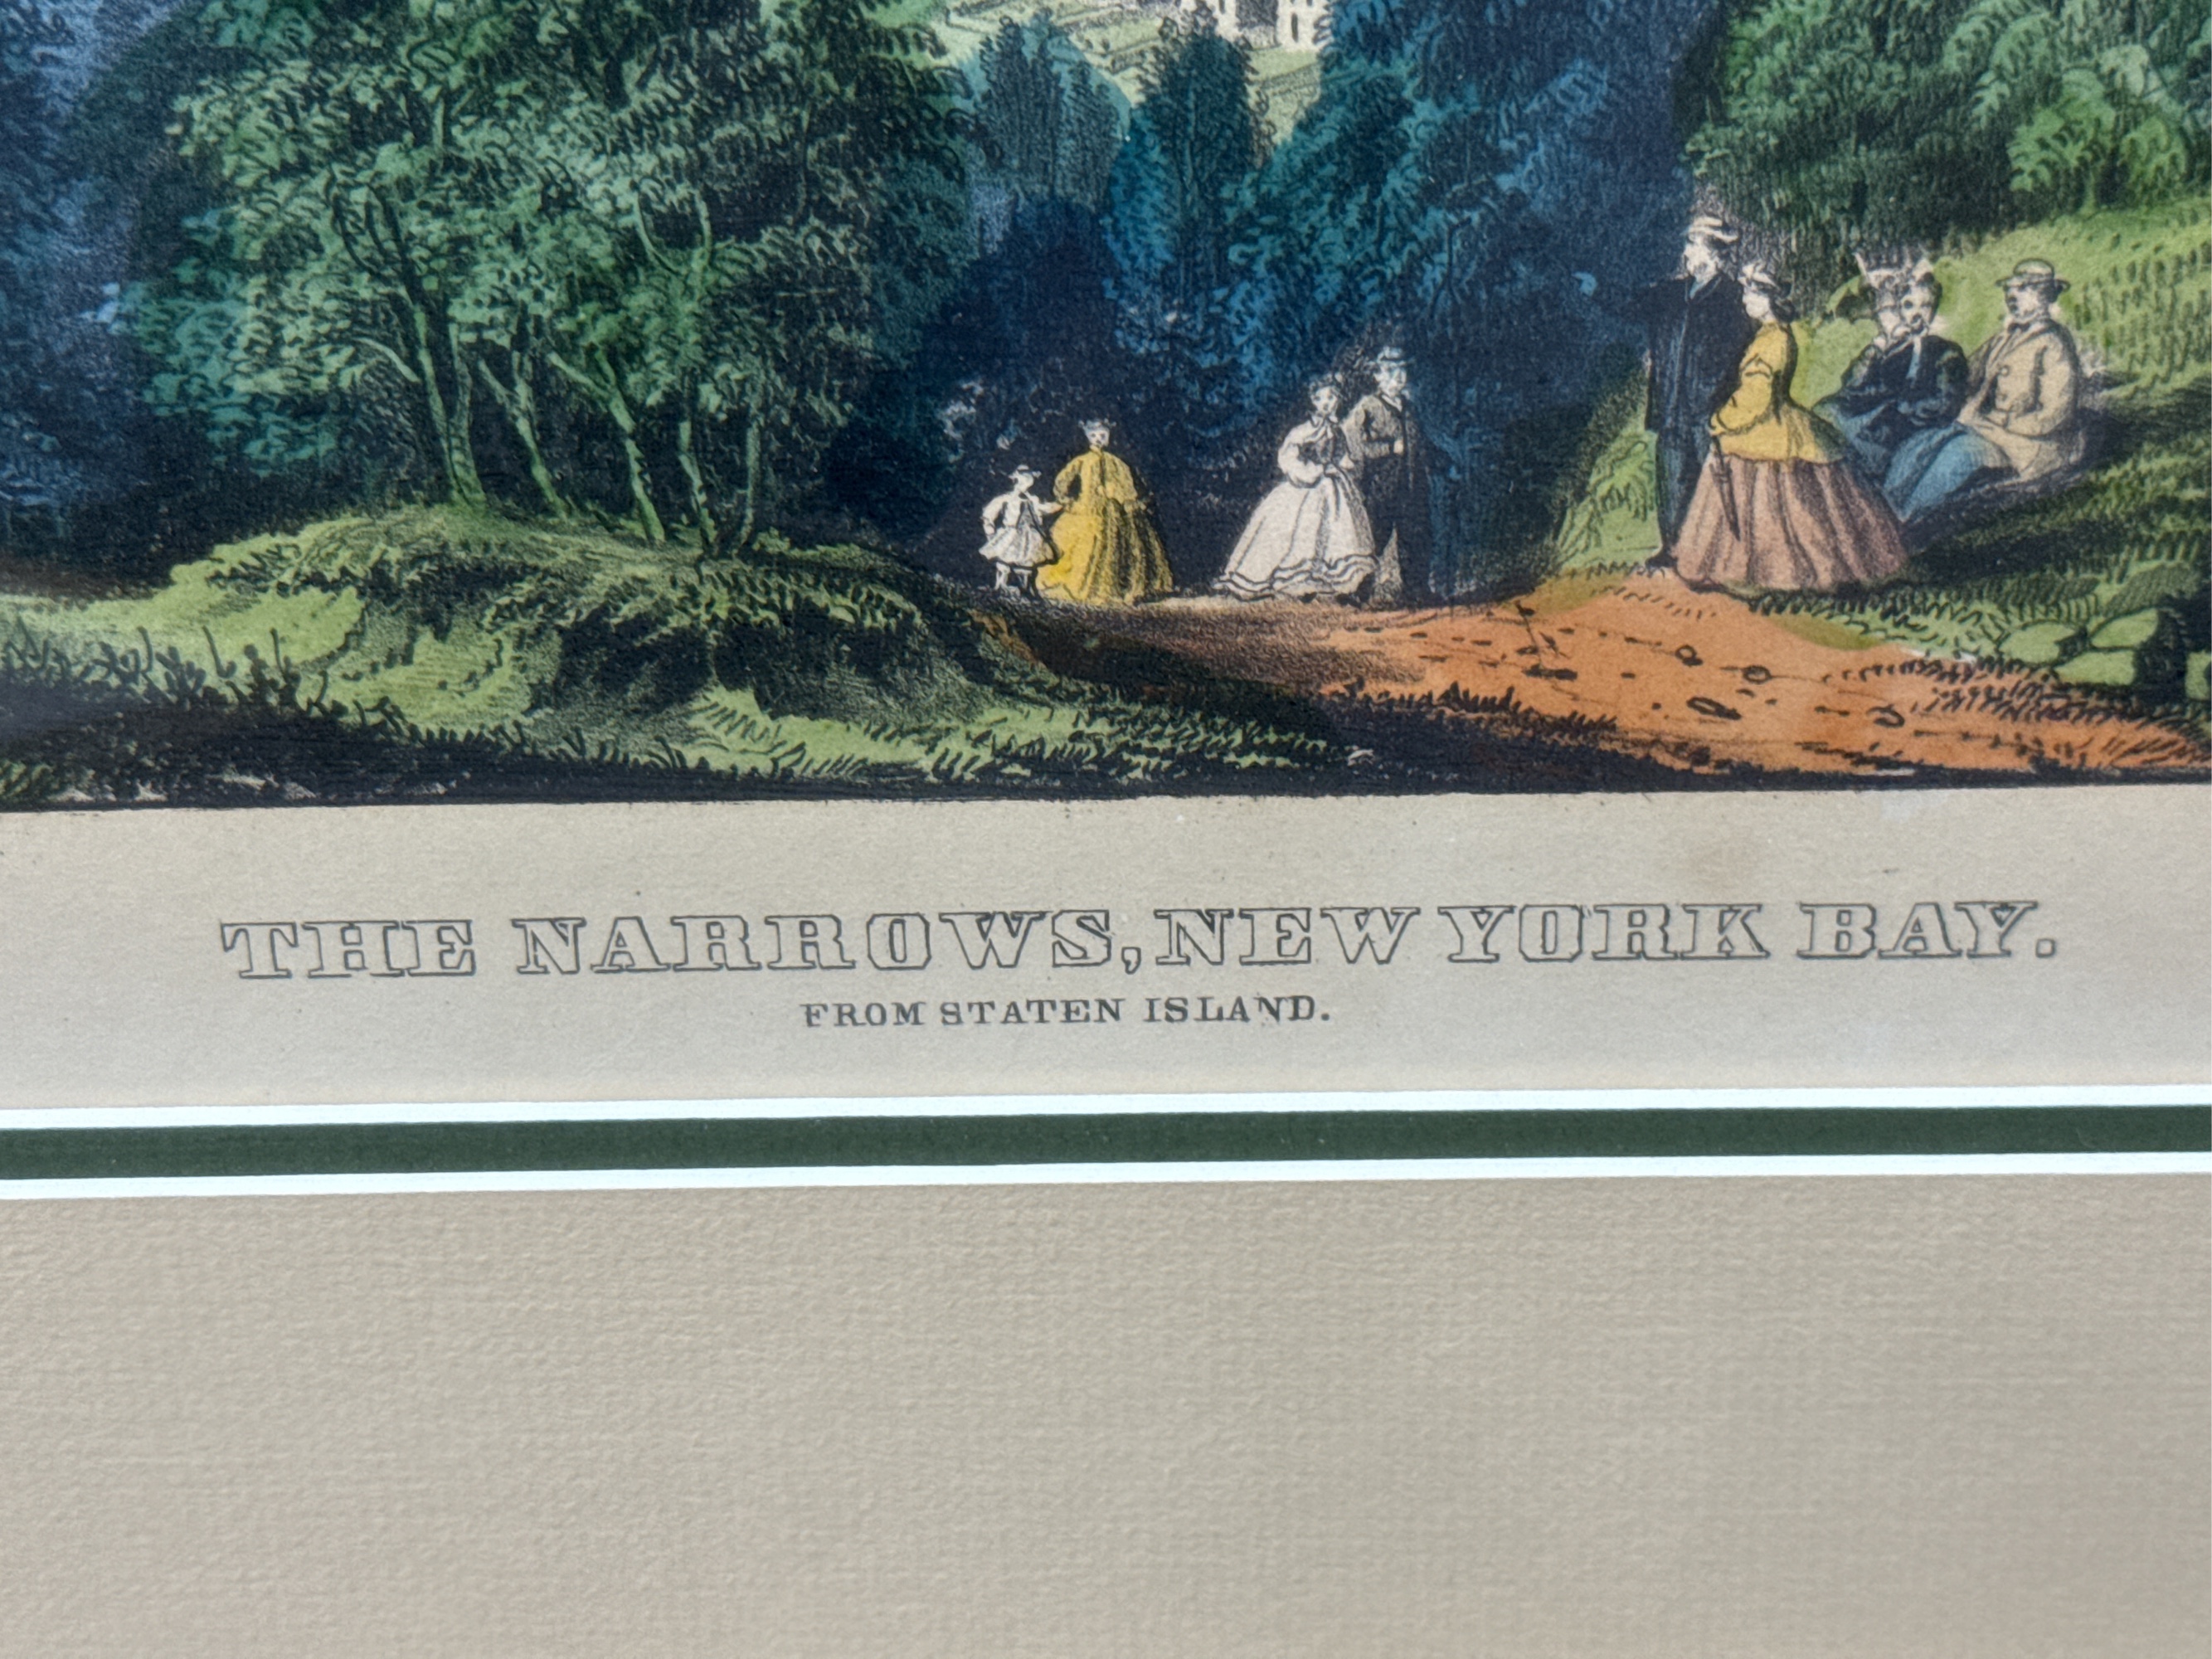 THE NARROWS, NEW YORK BAY.
FROM STATEN ISLAND.